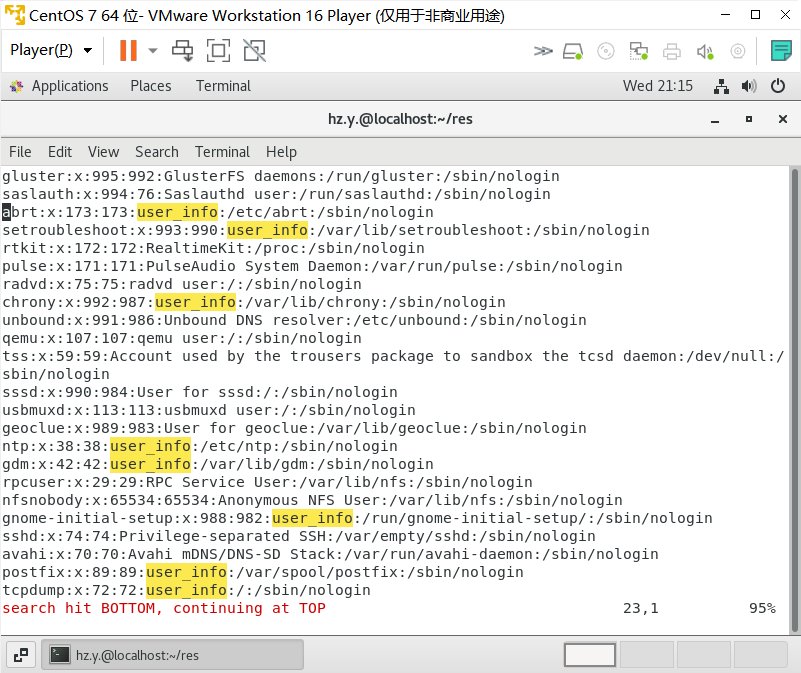 CentOS 7 64 位- VMware Workstation 16 Player (仅用于非商业用途)
Player(P)
Applications Places Terminal Wed 21:15
hz.y.@localhost:~/res
File Edit View Search Terminal Help
gluster:x:995:992:GlusterFS daemons:/run/gluster:/sbin/nologin
saslauth:x:994:76:Saslauthd user:/run/saslauthd:/sbin/nologin
abrt:x:173:173:user_info:/etc/abrt:/sbin/nologin
setroubleshoot:x:993:990:user_info:/var/lib/setroubleshoot:/sbin/nologin
rtkit:x:172:172:RealtimeKit:/proc:/sbin/nologin
pulse:x:171:171:PulseAudio System Daemon:/var/run/pulse:/sbin/nologin
radvd:x:75:75:radvd user:/:/sbin/nologin
chrony:x:992:987:user_info:/var/lib/chrony:/sbin/nologin
unbound:x:991:986:Unbound DNS resolver:/etc/unbound:/sbin/nologin
qemu:x:107:107:qemu user:/:/sbin/nologin
tss:x:59:59:Account used by the trousers package to sandbox the tcsd daemon:/dev/null:/
sbin/nologin
sssd:x:990:984:User for sssd:/:/sbin/nologin
usbmuxd:x:113:113:usbmuxd user:/:/sbin/nologin
geoclue:x:989:983:User for geoclue:/var/lib/geoclue:/sbin/nologin
ntp:x:38:38:user_info:/etc/ntp:/sbin/nologin
gdm:x:42:42:user_info:/var/lib/gdm:/sbin/nologin
rpcuser:x:29:29:RPC Service User:/var/lib/nfs:/sbin/nologin
nfsnobody:x:65534:65534:Anonymous NFS User:/var/lib/nfs:/sbin/nologin
gnome-initial-setup:x:988:982:user_info:/run/gnome-initial-setup/:/sbin/nologin
sshd:x:74:74:Privilege-separated SSH:/var/empty/sshd:/sbin/nologin
avahi:x:70:70:Avahi mDNS/DNS-SD Stack:/var/run/avahi-daemon:/sbin/nologin
postfix:x:89:89:user_info:/var/spool/postfix:/sbin/nologin
tcpdump:x:72:72:user_info:/:/sbin/nologin
search hit BOTTOM, continuing at TOP 23,1 95%
hz.y.@localhost:~/res